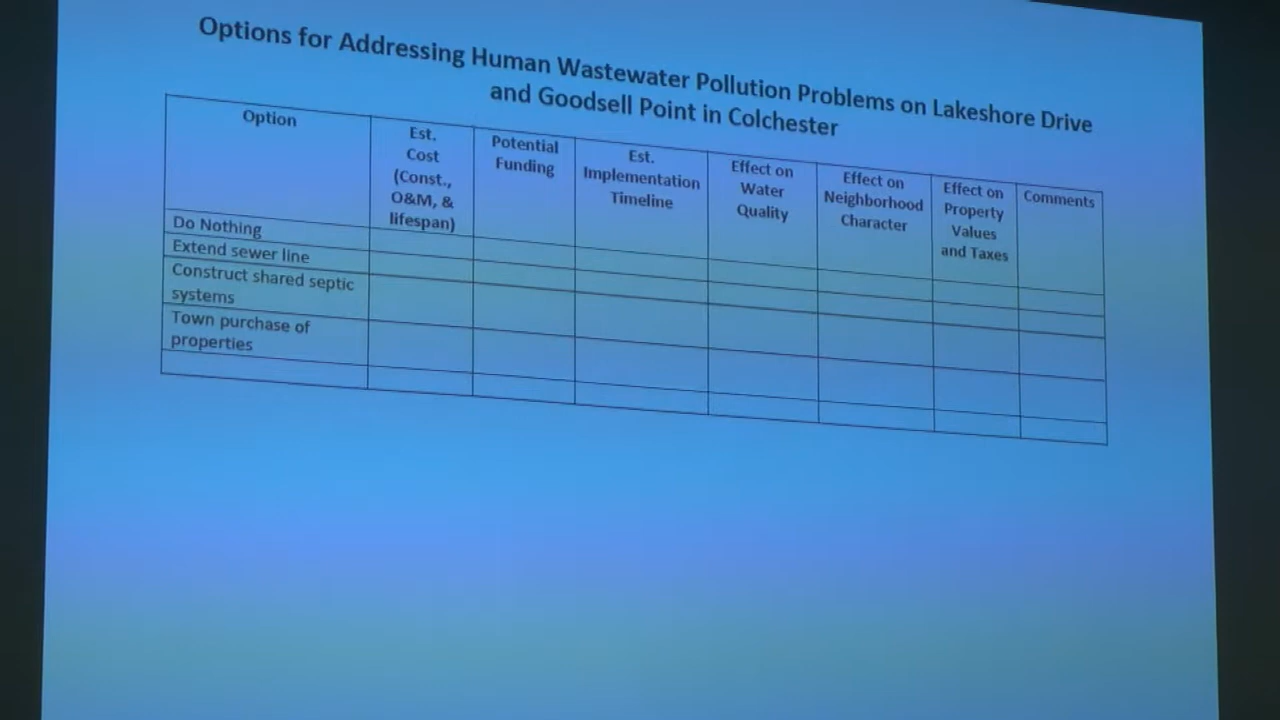 Options for Addressing Human Wastewater Pollution Problems on Lakeshore Drive
and Goodsell Point in Colchester
Option
Est.
Cost
(Const.,
O&M, &
lifespan)
Potential
Funding
Est.
Implementation
Timeline
Effect on
Water
Quality
Effect on
Neighborhood
Character
Effect on
Property
Values
and Taxes
Comments
Do Nothing
Extend sewer line
Construct shared septic
systems
Town purchase of
properties